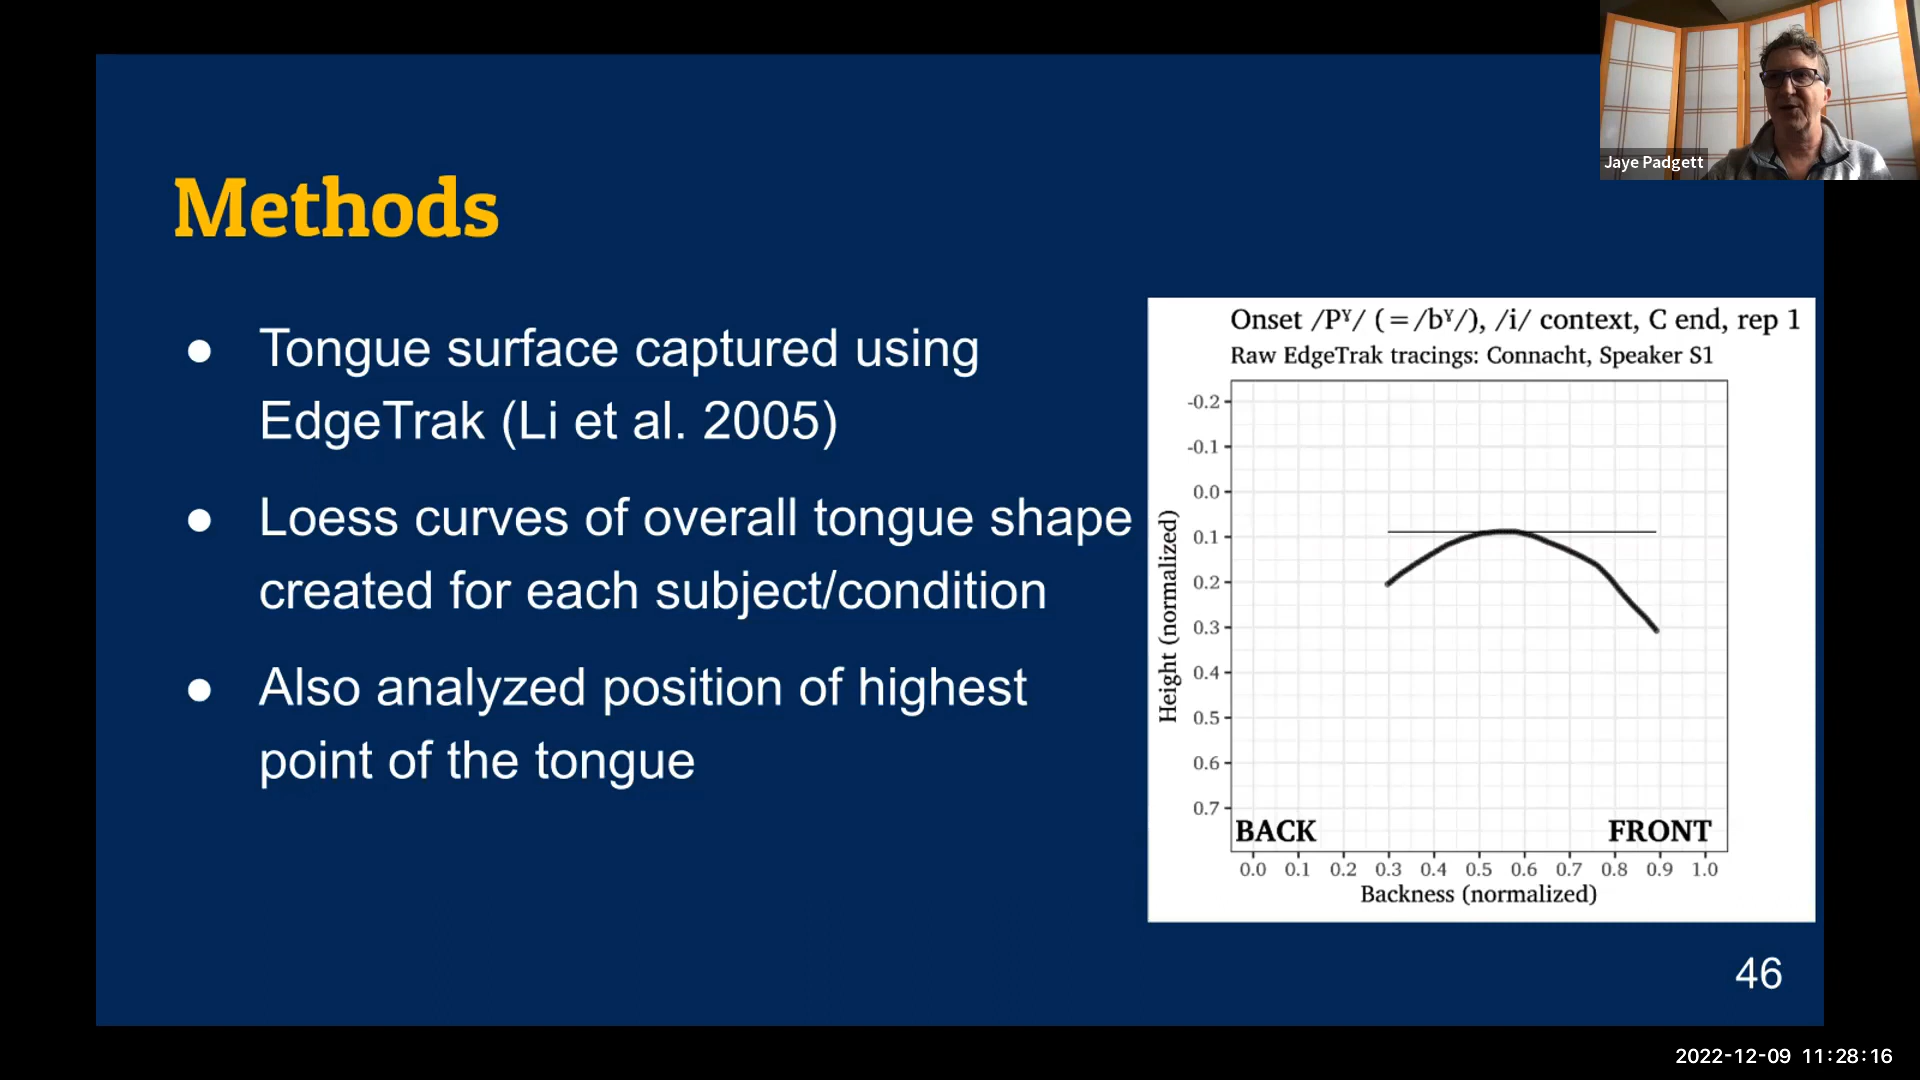 Jaye Padgett
Methods
● Tongue surface captured using
EdgeTrak (Li et al. 2005)
● Loess curves of overall tongue shape
created for each subject/condition
● Also analyzed position of highest
point of the tongue
Onset /Pˠ/ (=/bˠ/), /i/ context, C end, rep 1
Raw EdgeTrak tracings: Connacht, Speaker S1
Height (normalized)
-0.2
-0.1
0.0
0.1
0.2
0.3
0.4
0.5
0.6
0.7
BACK FRONT
0.0 0.1 0.2 0.3 0.4 0.5 0.6 0.7 0.8 0.9 1.0
Backness (normalized)
46
2022-12-09 11:28:16